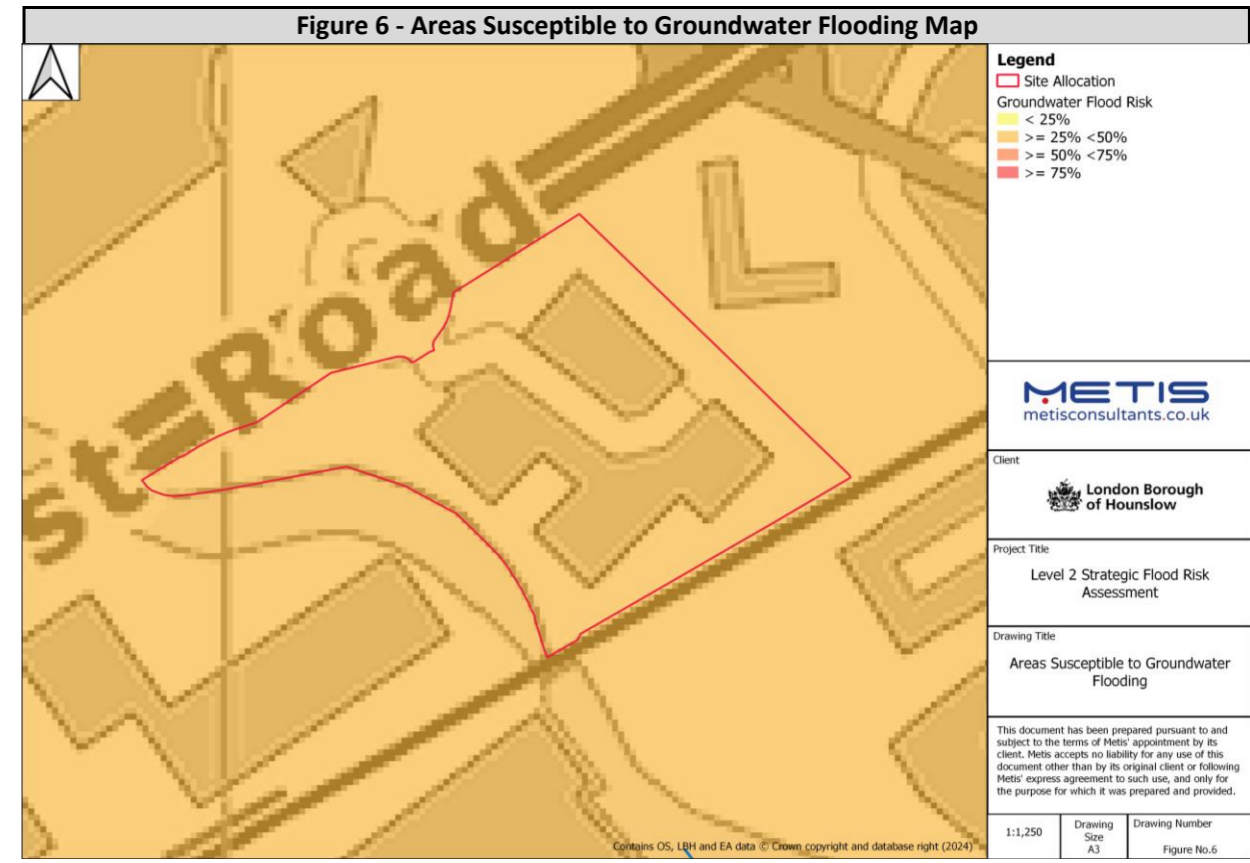 Figure 6 - Areas Susceptible to Groundwater Flooding Map
st Road
Contains OS, LBH and EA data © Crown copyright and database right (2024)
Legend
Site Allocation
Groundwater Flood Risk
< 25%
>= 25% <50%
>= 50% <75%
>= 75%
METIS
metisconsultants.co.uk
Client
London Borough
of Hounslow
Project Title
Level 2 Strategic Flood Risk
Assessment
Drawing Title
Areas Susceptible to Groundwater
Flooding
This document has been prepared pursuant to and
subject to the terms of Metis' appointment by its
client. Metis accepts no liability for any use of this
document other than by its original client or following
Metis' express agreement to such use, and only for
the purpose for which it was prepared and provided.
1:1,250
Drawing
Size
A3
Drawing Number
Figure No.6